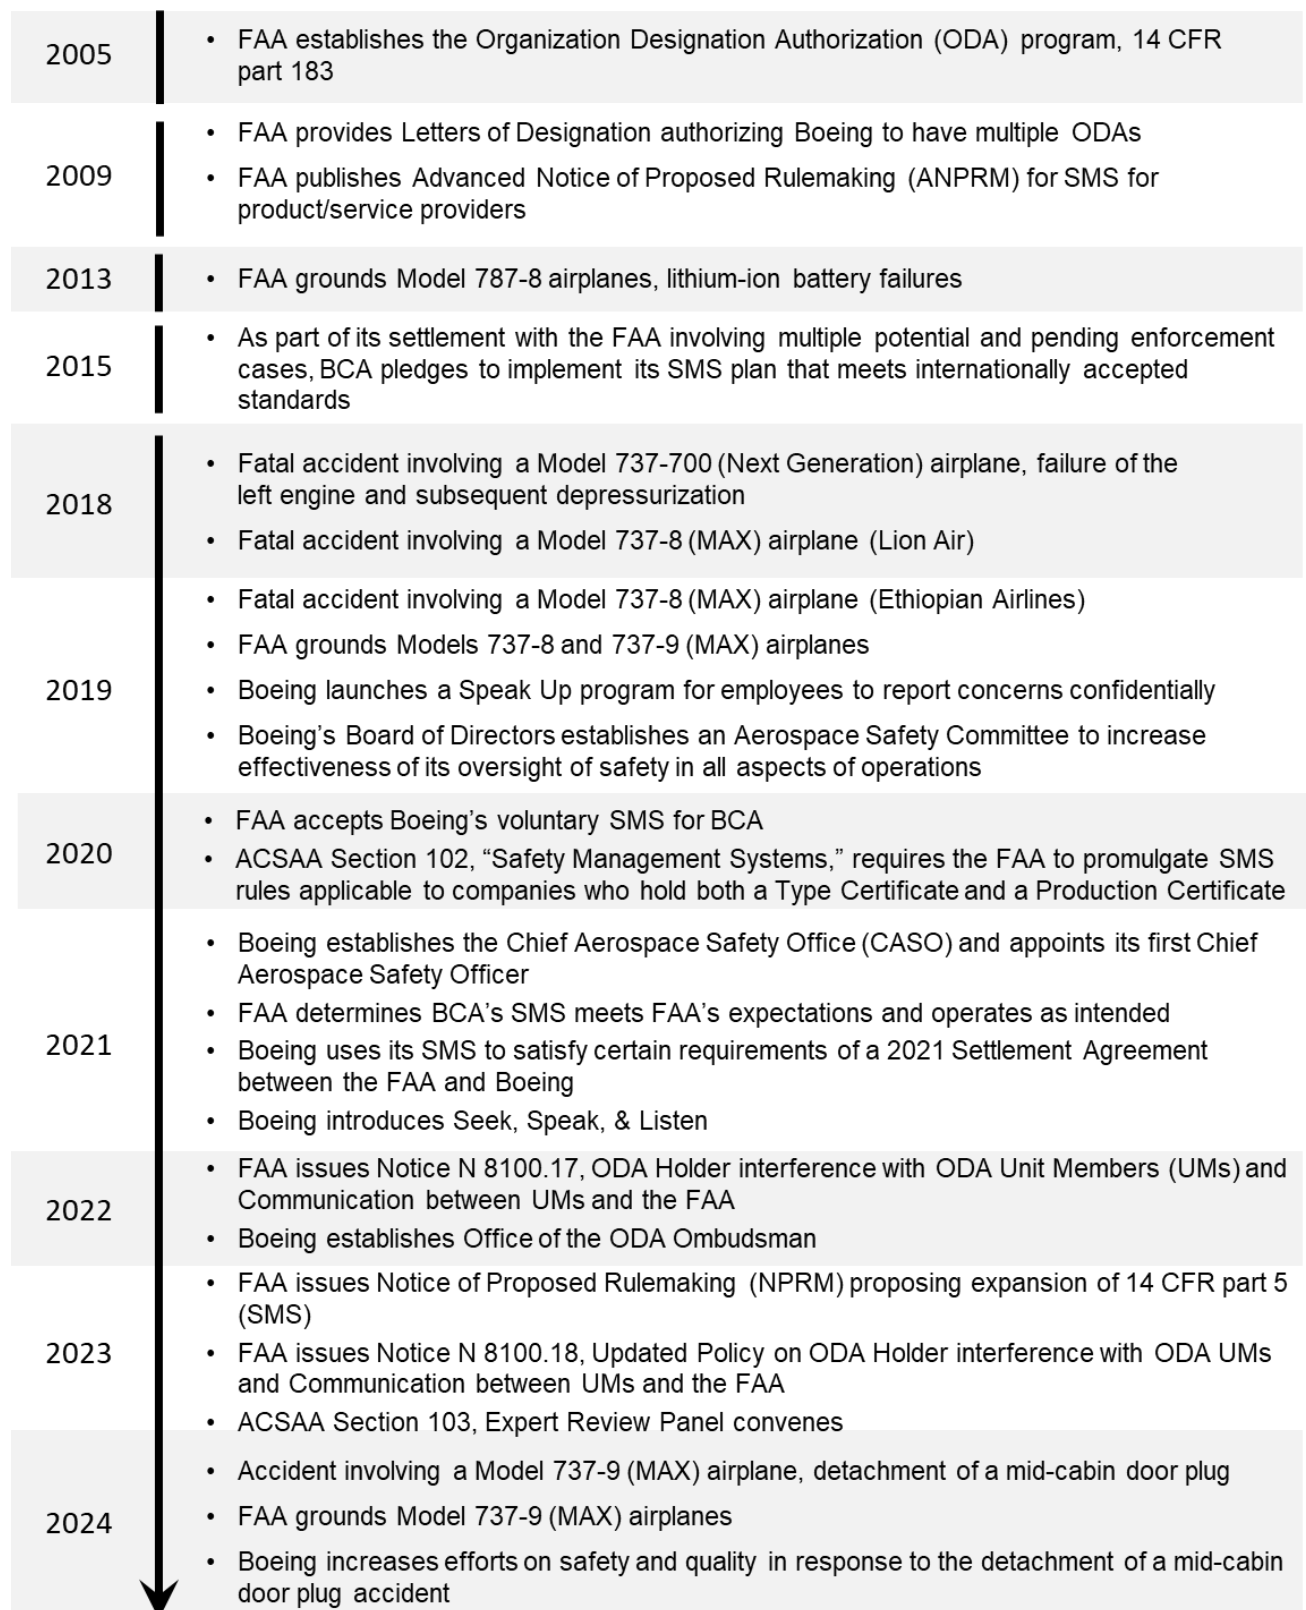 2005
• FAA establishes the Organization Designation Authorization (ODA) program, 14 CFR
part 183
2009
• FAA provides Letters of Designation authorizing Boeing to have multiple ODAs
• FAA publishes Advanced Notice of Proposed Rulemaking (ANPRM) for SMS for
product/service providers
2013
• FAA grounds Model 787-8 airplanes, lithium-ion battery failures
2015
• As part of its settlement with the FAA involving multiple potential and pending enforcement
cases, BCA pledges to implement its SMS plan that meets internationally accepted
standards
2018
• Fatal accident involving a Model 737-700 (Next Generation) airplane, failure of the
left engine and subsequent depressurization
• Fatal accident involving a Model 737-8 (MAX) airplane (Lion Air)
2019
• Fatal accident involving a Model 737-8 (MAX) airplane (Ethiopian Airlines)
• FAA grounds Models 737-8 and 737-9 (MAX) airplanes
• Boeing launches a Speak Up program for employees to report concerns confidentially
• Boeing’s Board of Directors establishes an Aerospace Safety Committee to increase
effectiveness of its oversight of safety in all aspects of operations
2020
• FAA accepts Boeing’s voluntary SMS for BCA
• ACSAA Section 102, “Safety Management Systems,” requires the FAA to promulgate SMS
rules applicable to companies who hold both a Type Certificate and a Production Certificate
2021
• Boeing establishes the Chief Aerospace Safety Office (CASO) and appoints its first Chief
Aerospace Safety Officer
• FAA determines BCA’s SMS meets FAA’s expectations and operates as intended
• Boeing uses its SMS to satisfy certain requirements of a 2021 Settlement Agreement
between the FAA and Boeing
• Boeing introduces Seek, Speak, & Listen
2022
• FAA issues Notice N 8100.17, ODA Holder interference with ODA Unit Members (UMs) and
Communication between UMs and the FAA
• Boeing establishes Office of the ODA Ombudsman
2023
• FAA issues Notice of Proposed Rulemaking (NPRM) proposing expansion of 14 CFR part 5
(SMS)
• FAA issues Notice N 8100.18, Updated Policy on ODA Holder interference with ODA UMs
and Communication between UMs and the FAA
• ACSAA Section 103, Expert Review Panel convenes
2024
• Accident involving a Model 737-9 (MAX) airplane, detachment of a mid-cabin door plug
• FAA grounds Model 737-9 (MAX) airplanes
• Boeing increases efforts on safety and quality in response to the detachment of a mid-cabin
door plug accident